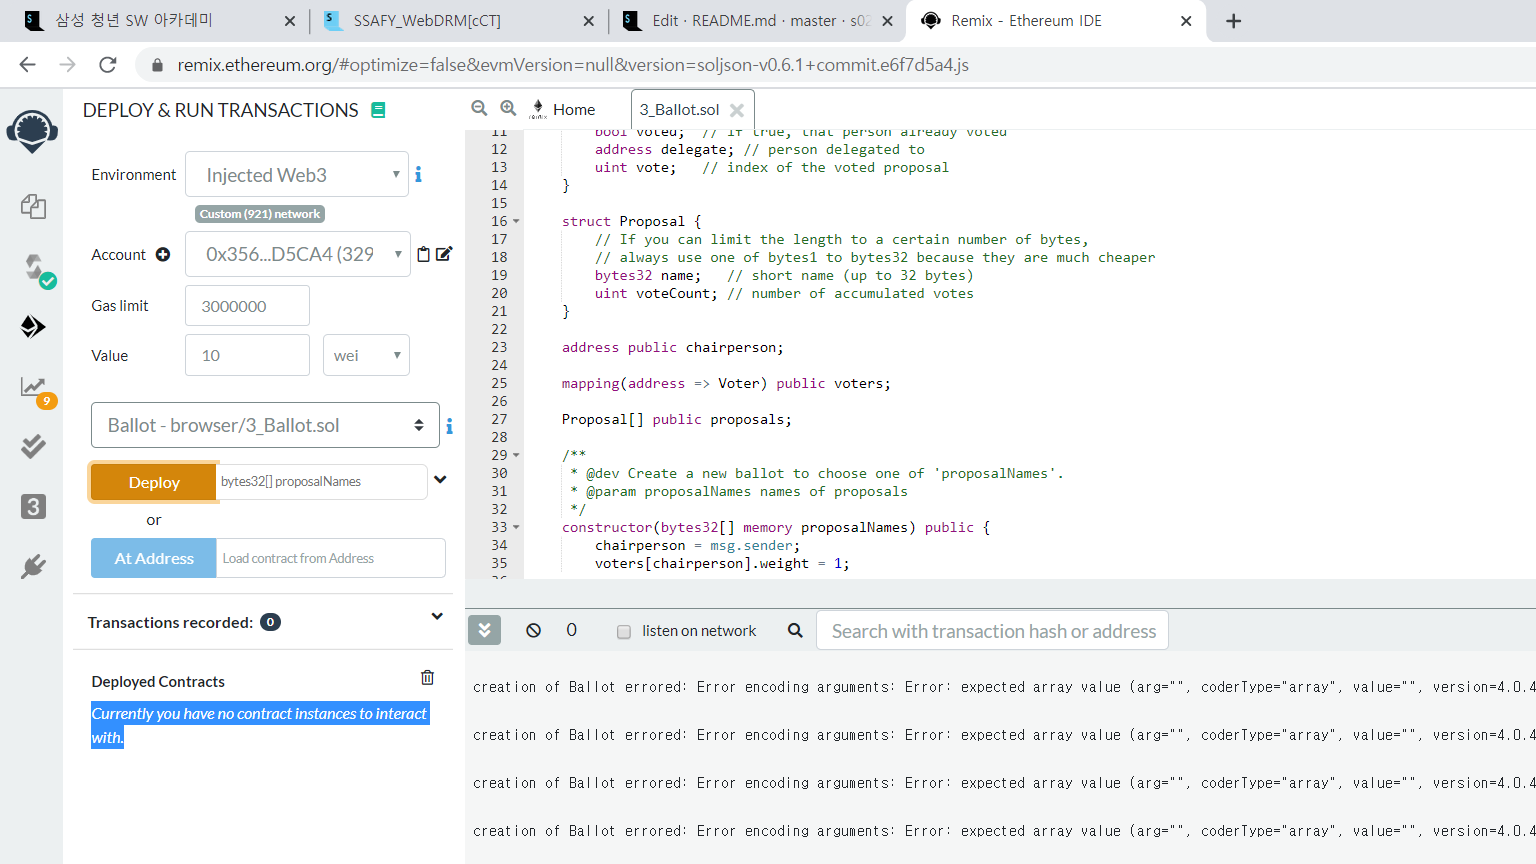 삼성 청년 SW 아카데미
SSAFY_WebDRM[cCT]
Edit · README.md · master · s02
Remix - Ethereum IDE
remix.ethereum.org/#optimize=false&evmVersion=null&version=soljson-v0.6.1+commit.e6f7d5a4.js
DEPLOY & RUN TRANSACTIONS
Environment
Injected Web3
Custom (921) network
Account
0x356...D5CA4 (329
Gas limit
3000000
Value
10
wei
Ballot - browser/3_Ballot.sol
Deploy
bytes32[] proposalNames
or
At Address
Load contract from Address
Transactions recorded: 0
Deployed Contracts
Currently you have no contract instances to interact
with.
9
3
Home
remix
3_Ballot.sol
11 bool voted; // if true, that person already voted
12 address delegate; // person delegated to
13 uint vote; // index of the voted proposal
14 }
15
16 struct Proposal {
17 // If you can limit the length to a certain number of bytes,
18 // always use one of bytes1 to bytes32 because they are much cheaper
19 bytes32 name; // short name (up to 32 bytes)
20 uint voteCount; // number of accumulated votes
21 }
22
23 address public chairperson;
24
25 mapping(address => Voter) public voters;
26
27 Proposal[] public proposals;
28
29 /**
30 * @dev Create a new ballot to choose one of 'proposalNames'.
31 * @param proposalNames names of proposals
32 */
33 constructor(bytes32[] memory proposalNames) public {
34 chairperson = msg.sender;
35 voters[chairperson].weight = 1;
0
listen on network
Search with transaction hash or address
creation of Ballot errored: Error encoding arguments: Error: expected array value (arg="", coderType="array", value="", version=4.0.4
creation of Ballot errored: Error encoding arguments: Error: expected array value (arg="", coderType="array", value="", version=4.0.4
creation of Ballot errored: Error encoding arguments: Error: expected array value (arg="", coderType="array", value="", version=4.0.4
creation of Ballot errored: Error encoding arguments: Error: expected array value (arg="", coderType="array", value="", version=4.0.4